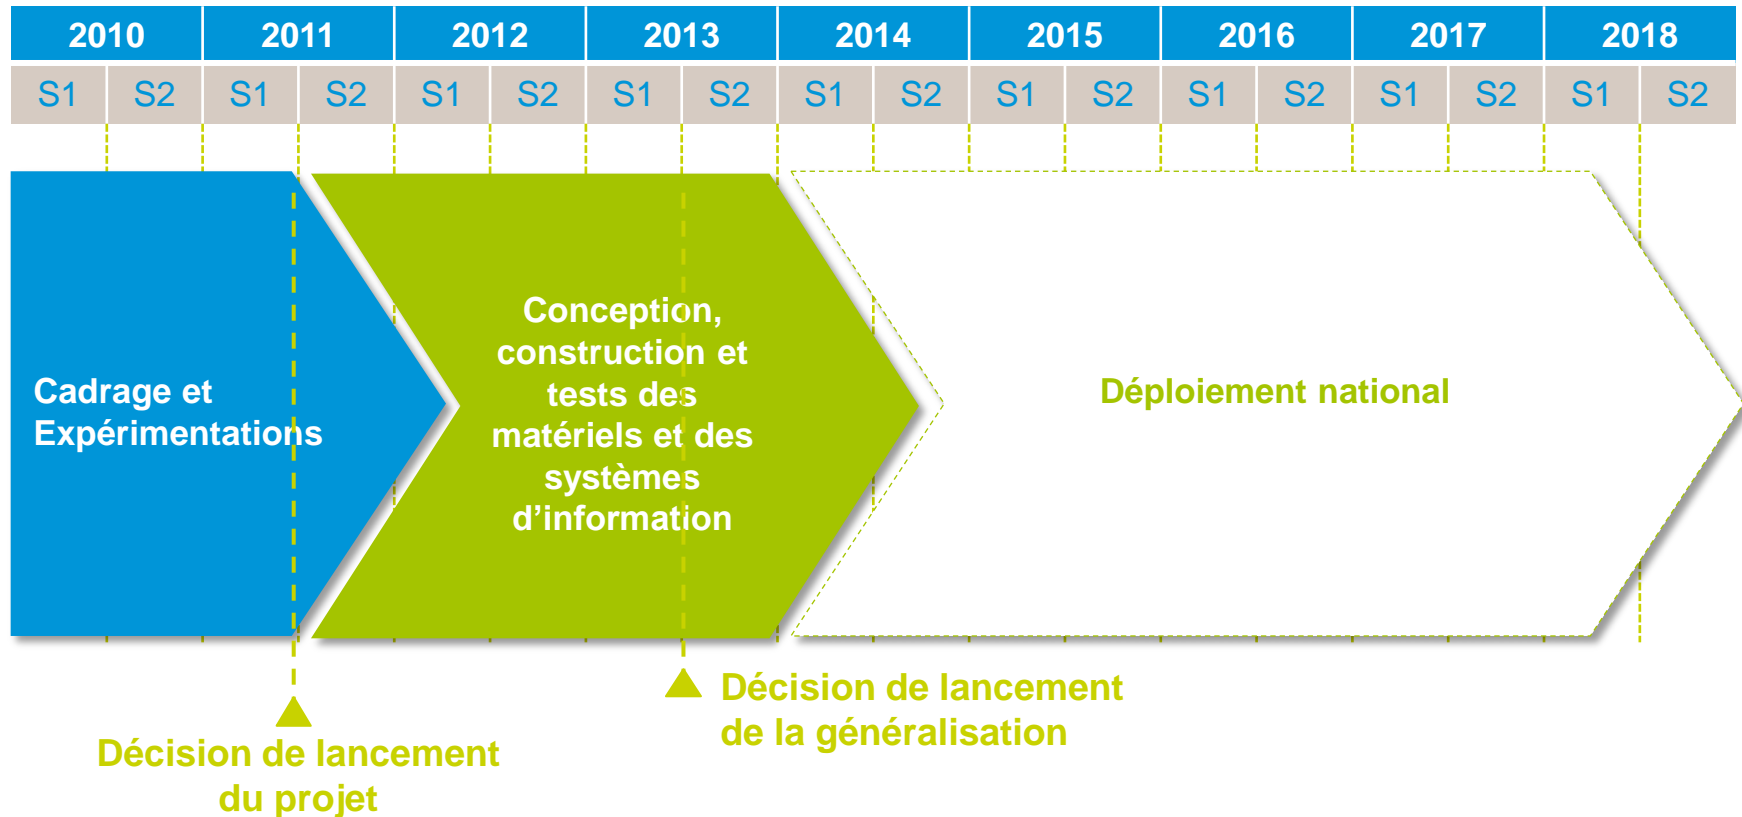 2010 2011 2012 2013 2014 2015 2016 2017 2018
S1 S2 S1 S2 S1 S2 S1 S2 S1 S2 S1 S2 S1 S2 S1 S2 S1 S2
Cadrage et
Expérimentations
Conception,
construction et
tests des
matériels et des
systèmes
d’information
Déploiement national
Décision de lancement
du projet
Décision de lancement
de la généralisation